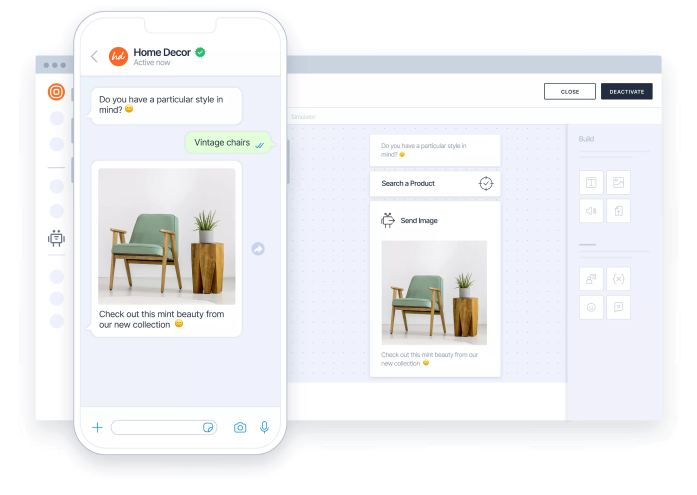 hd
Home Decor
Active now
Do you have a particular style in
mind?
Vintage chairs
Check out this mint beauty from
our new collection
CLOSE
DEACTIVATE
Simulator
Do you have a particular style in
mind?
Search a Product
Send Image
Check out this mint beauty from our
new collection
Build
{x}